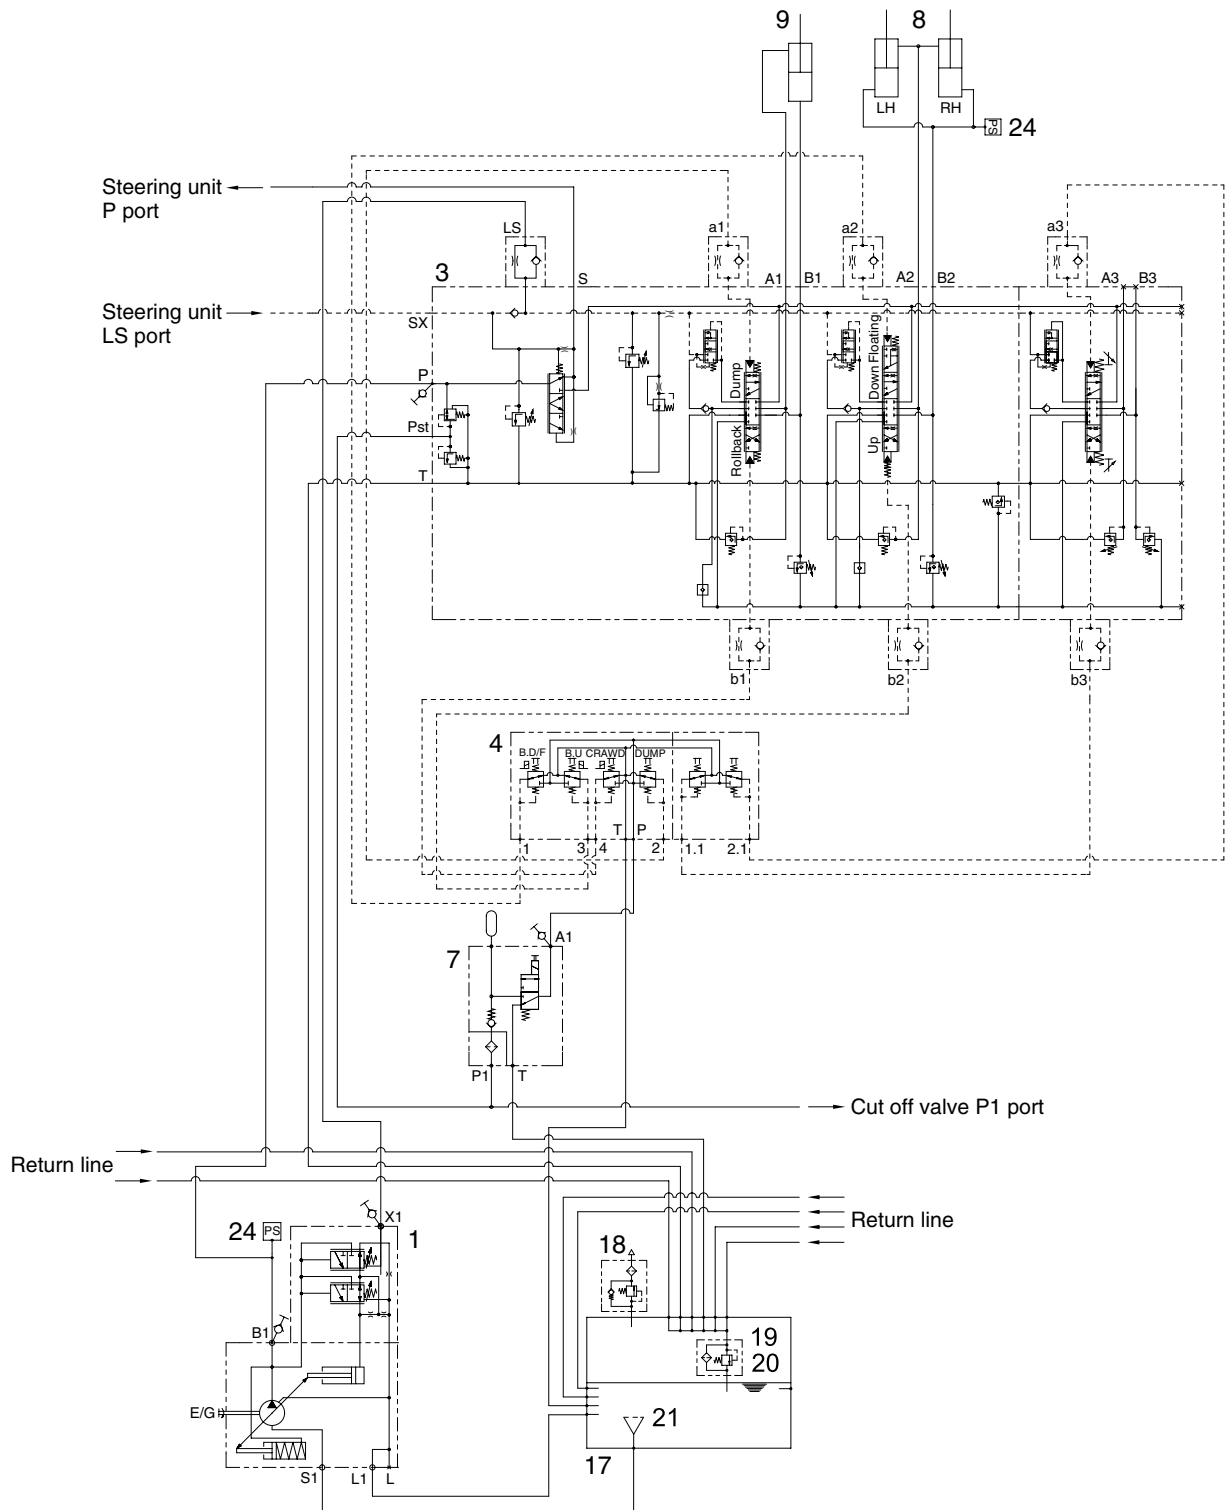 9
8
LH
RH
PS
24
Steering unit
P port
LS
a1
a2
a3
3
S
A1
B1
A2
B2
A3
B3
Steering unit
LS port
SX
P
Pst
T
Dump
Rollback
Down Floating
Up
b1
b2
b3
4
B.D/F
B.U
CRAWD
DUMP
T
P
1
3
4
2
1.1
2.1
7
A1
P1
T
Cut off valve P1 port
Return line
Return line
24
PS
X1
1
18
B1
19
20
E/G
21
S1
L1
L
17